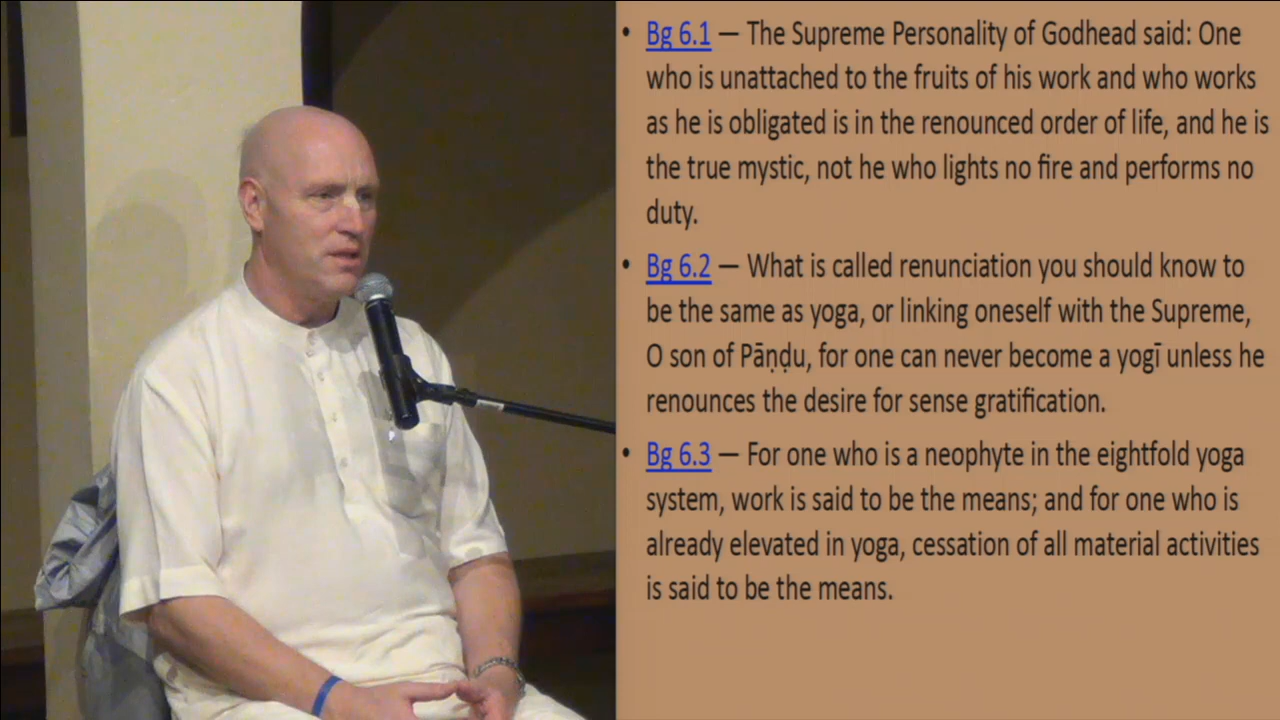 • Bg 6.1 — The Supreme Personality of Godhead said: One
who is unattached to the fruits of his work and who works
as he is obligated is in the renounced order of life, and he is
the true mystic, not he who lights no fire and performs no
duty.
• Bg 6.2 — What is called renunciation you should know to
be the same as yoga, or linking oneself with the Supreme,
O son of Pāṇḍu, for one can never become a yogī unless he
renounces the desire for sense gratification.
• Bg 6.3 — For one who is a neophyte in the eightfold yoga
system, work is said to be the means; and for one who is
already elevated in yoga, cessation of all material activities
is said to be the means.